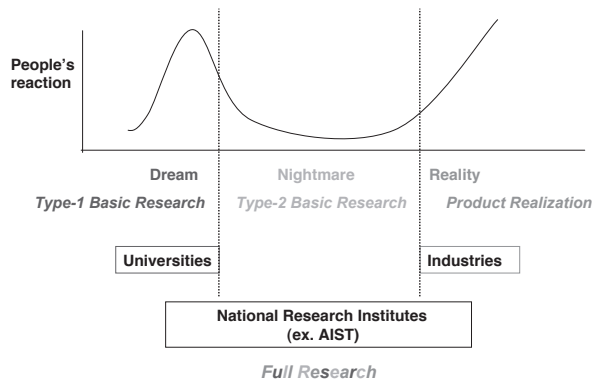 People's
reaction
Dream Nightmare Reality
Type-1 Basic Research Type-2 Basic Research Product Realization
Universities Industries
National Research Institutes
(ex. AIST)
Full Research